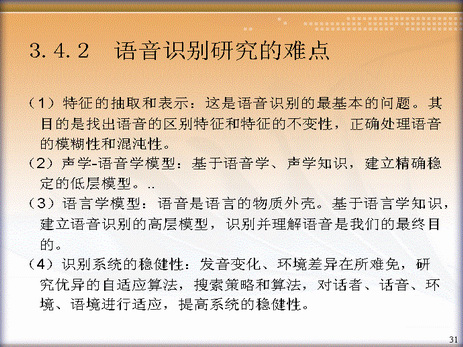 3.4.2 语音识别研究的难点
（1）特征的抽取和表示：这是语音识别的最基本的问题。其
目的是找出语音的区别特征和特征的不变性，正确处理语音
的模糊性和混沌性。
（2）声学-语音学模型：基于语音学、声学知识，建立精确稳
定的低层模型。..
（3）语言学模型：语音是语言的物质外壳。基于语言学知识，
建立语音识别的高层模型，识别并理解语音是我们的最终目
的。
（4）识别系统的稳健性：发音变化、环境差异在所难免，研
究优异的自适应算法，搜索策略和算法，对话者、话音、环
境、语境进行适应，提高系统的稳健性。
31